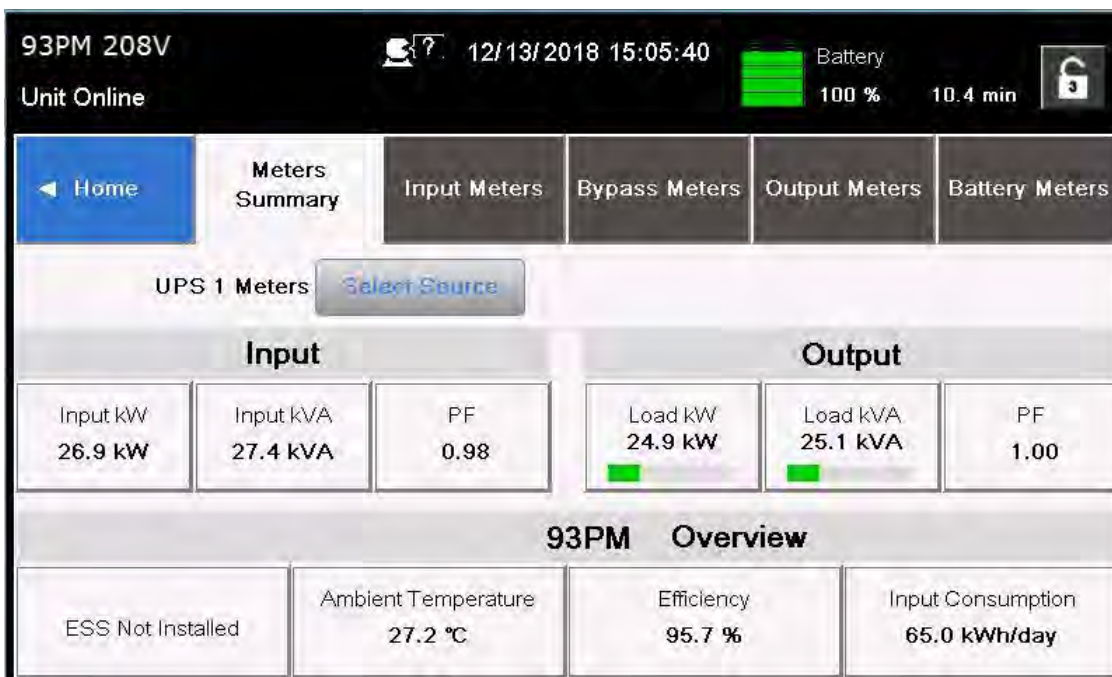 93PM 208V
? 12/13/2018 15:05:40
Battery
Unit Online
100 % 10.4 min
3
Home
Meters Summary
Input Meters
Bypass Meters
Output Meters
Battery Meters
UPS 1 Meters Select Source
Input
Output
Input kW
26.9 kW
Input kVA
27.4 kVA
PF
0.98
Load kW
24.9 kW
Load kVA
25.1 kVA
PF
1.00
93PM Overview
ESS Not Installed
Ambient Temperature
27.2 °C
Efficiency
95.7 %
Input Consumption
65.0 kWh/day